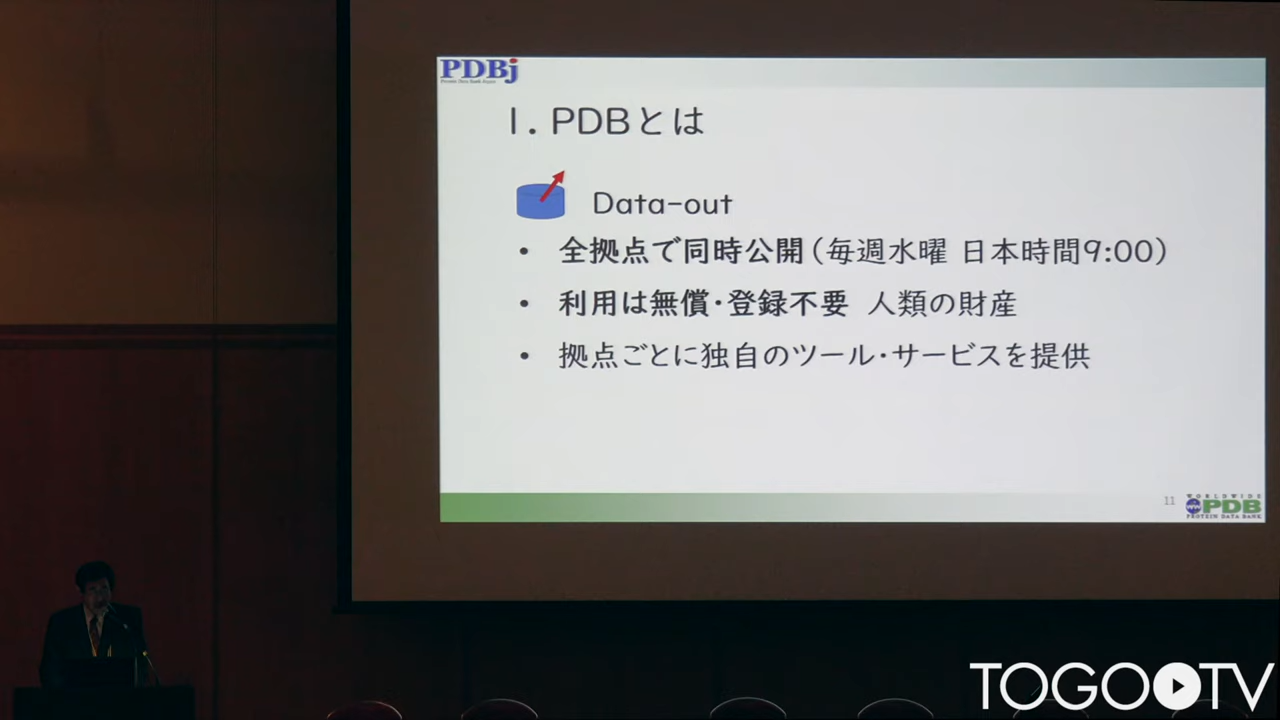 PDBj
Protein Data Bank Japan
1. PDBとは
Data-out
• 全拠点で同時公開（毎週水曜 日本時間9:00）
• 利用は無償・登録不要 人類の財産
• 拠点ごとに独自のツール・サービスを提供
11
WORLDWIDE
PDB
PROTEIN DATA BANK
TOGOTV